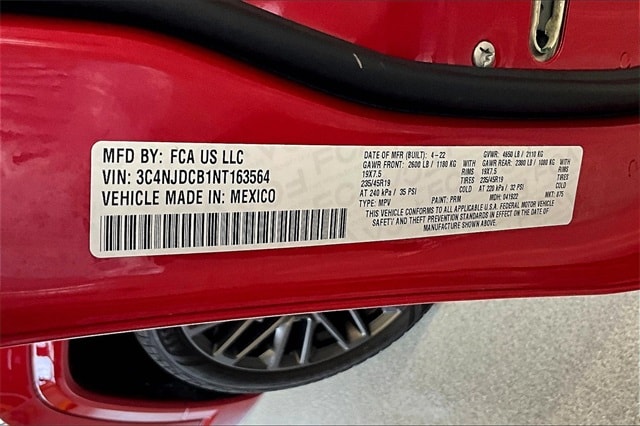 MFD BY: FCA US LLC
VIN: 3C4NJDCB1NT163564
VEHICLE MADE IN: MEXICO
DATE OF MFR (BUILT): 4-22 GVWR: 4650 LB / 2110 KG
GAWR FRONT: 2600 LB / 1180 KG WITH GAWR REAR: 2380 LB / 1080 KG WITH
19X7.5 RIMS 19X7.5 RIMS
235/45R19 TIRES 235/45R19 TIRES
AT 240 kPa / 35 PSI AT 220 kPa / 32 PSI
TYPE: MPV PAINT: PRM MDH: 041922 MKT: 875
THIS VEHICLE CONFORMS TO ALL APPLICABLE U.S.A. FEDERAL MOTOR VEHICLE
SAFETY AND THEFT PREVENTION STANDARDS IN EFFECT ON THE DATE OF
MANUFACTURE SHOWN ABOVE.